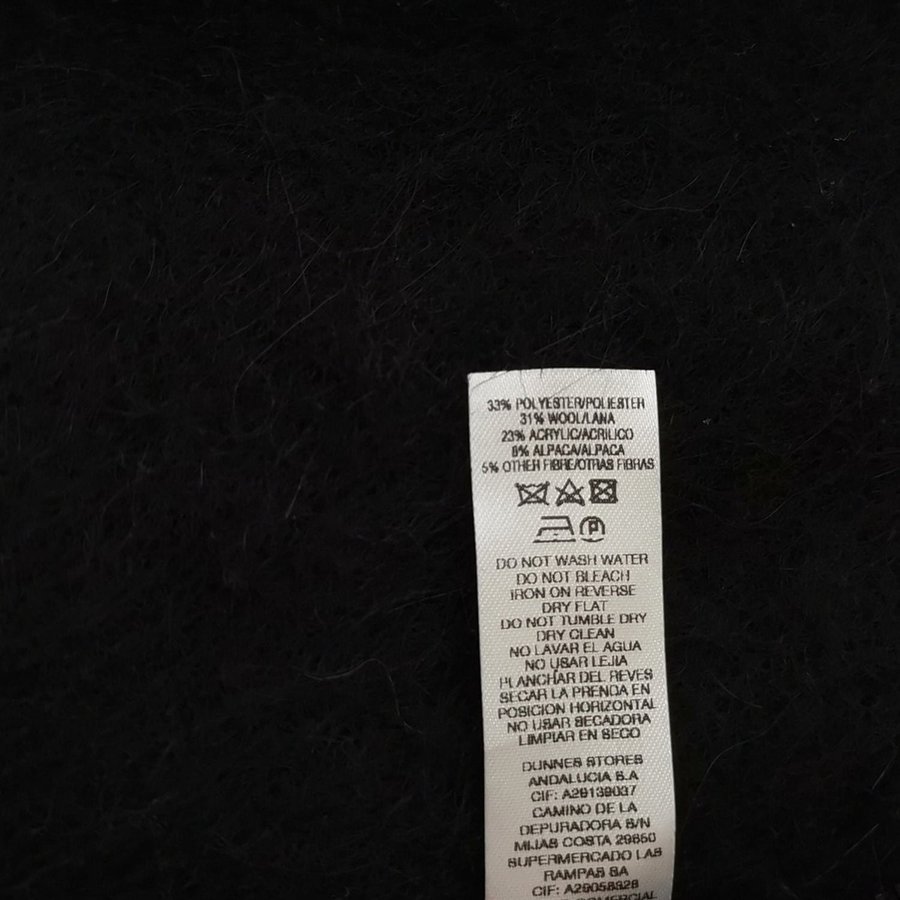 33% POLYESTER/POLIESTER
31% WOOL/LANA
23% ACRYLIC/ACRILICO
8% ALPACA/ALPACA
5% OTHER FIBRE/OTRAS FIBRAS
P
DO NOT WASH WATER
DO NOT BLEACH
IRON ON REVERSE
DRY FLAT
DO NOT TUMBLE DRY
DRY CLEAN
NO LAVAR EL AGUA
NO USAR LEJIA
PLANCHAR DEL REVES
SECAR LA PRENDA EN
POSICION HORIZONTAL
NO USAR SECADORA
LIMPIAR EN SECO
DUNNES STORES
ANDALUCIA S.A
CIF: A29139037
CAMINO DE LA
DEPURADORA S/N
MIJAS COSTA 29650
SUPERMERCADO LAS
RAMPAS SA
CIF: A29058328
COMERCIAL